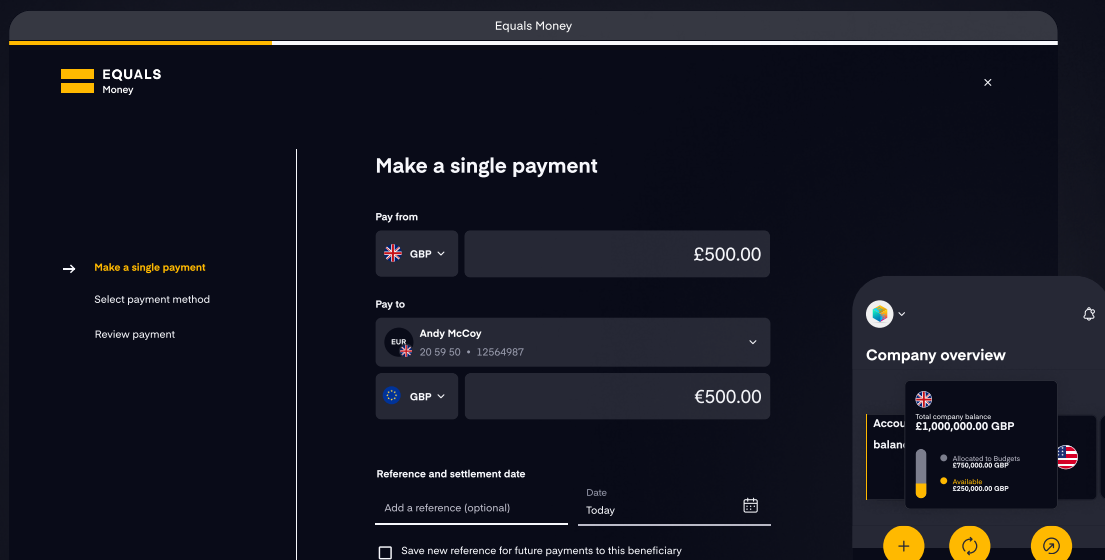 Equals Money
EQUALS
Money
Make a single payment
Select payment method
Review payment
Make a single payment
Pay from
GBP
£500.00
Pay to
EUR
Andy McCoy
20 59 50 • 12564987
GBP
€500.00
Reference and settlement date
Add a reference (optional)
Date
Today
Save new reference for future payments to this beneficiary
Company overview
Accou
balan
Total company balance
£1,000,000.00 GBP
Allocated to Budgets
£750,000.00 GBP
Available
£250,000.00 GBP